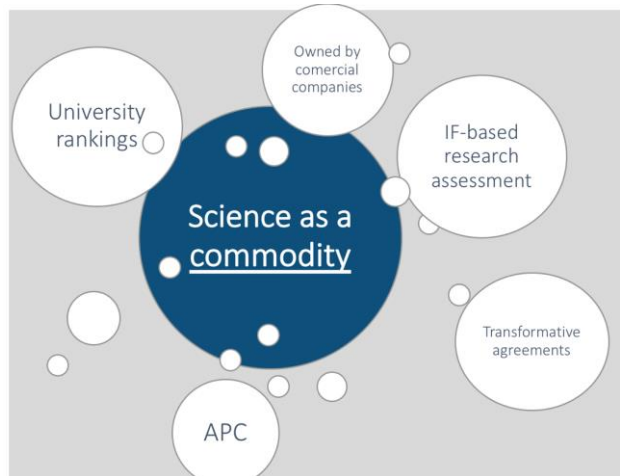 Owned by
comercial
companies
University
rankings
IF-based
research
assessment
Science as a
commodity
Transformative
agreements
APC